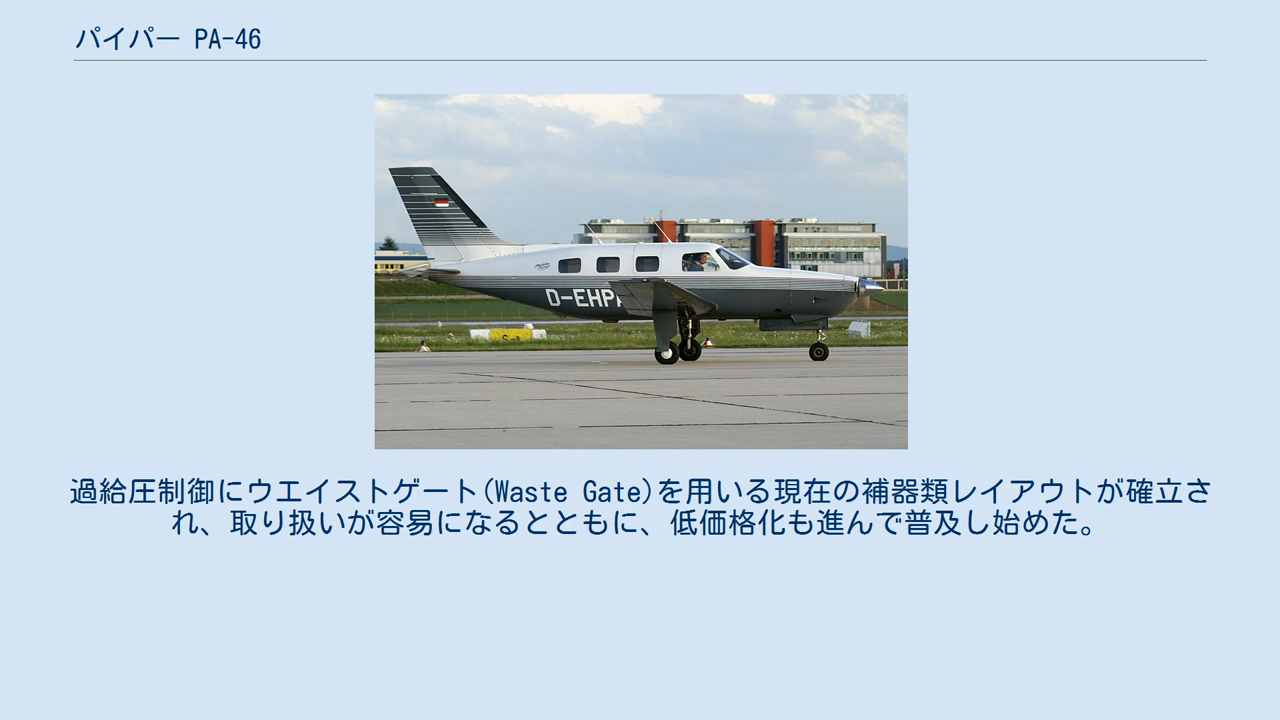 パイパー PA-46
D-EHP
過給圧制御にウエイストゲート(Waste Gate)を用いる現在の補器類レイアウトが確立さ
れ、取り扱いが容易になるとともに、低価格化も進んで普及し始めた。